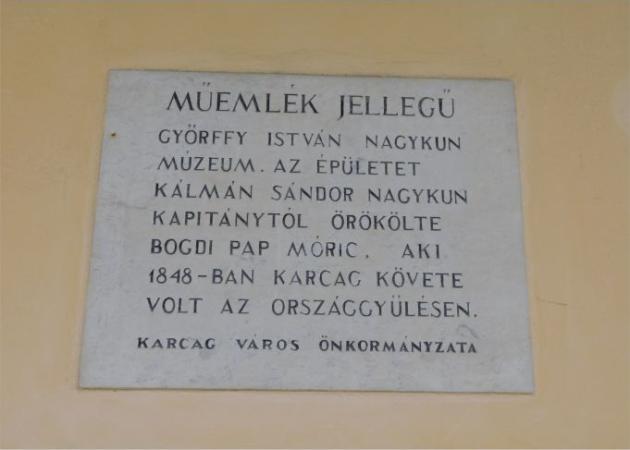 MŰEMLÉK JELLEGŰ
GYÖRFFY ISTVÁN NAGYKUN
MÚZEUM. AZ ÉPÜLETET
KÁLMÁN SÁNDOR NAGYKUN
KAPITÁNYTÓL ÖRÖKÖLTE
BOGDI PAP MÓRIC, AKI
1848-BAN KARCAG KÖVETE
VOLT AZ ORSZÁGGYÜLÉSEN.
KARCAG VÁROS ÖNKORMÁNYZATA